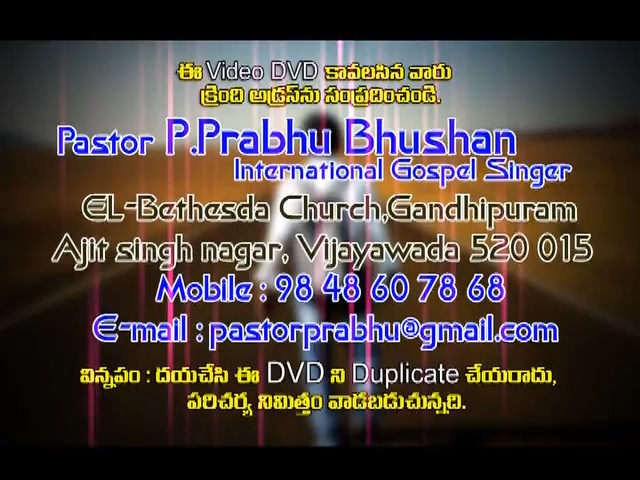 ఈ Video DVD కావలసిన వారు
క్రింది అడ్రస్‌ను సంప్రదించండి.
Pastor P.Prabhu Bhushan
International Gospel Singer
EL-Bethesda Church,Gandhipuram
Ajit singh nagar, Vijayawada 520 015
Mobile : 98 48 60 78 68
E-mail : pastorprabhu@gmail.com
విన్నపం : దయచేసి ఈ DVD ని Duplicate చేయరాదు,
పరిచర్య నిమిత్తం వాడబడుచున్నది.